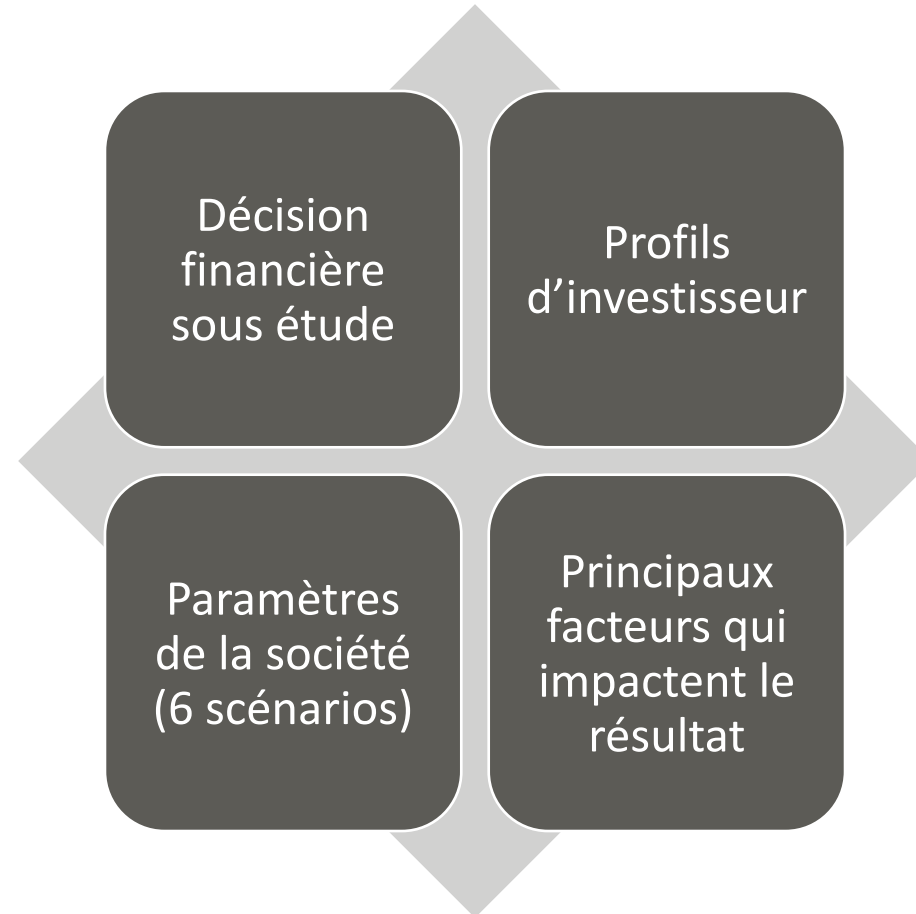 Décision
financière
sous étude
Profils
d’investisseur
Paramètres
de la société
(6 scénarios)
Principaux
facteurs qui
impactent le
résultat